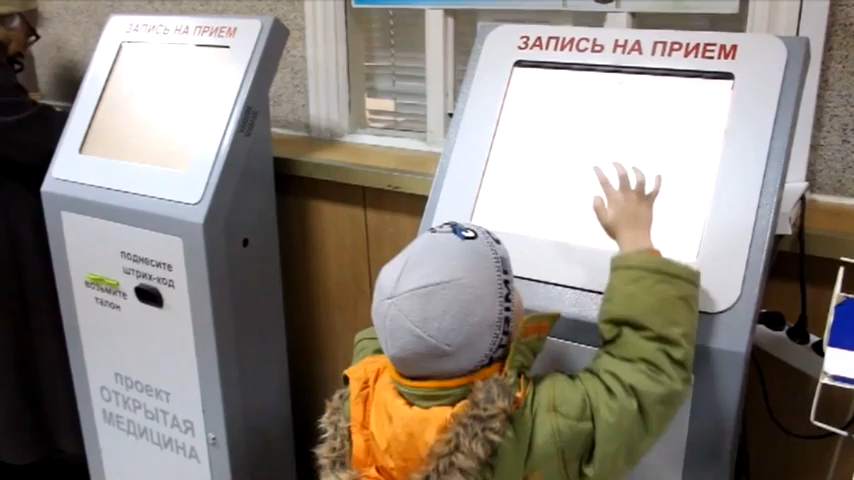 ЗАПИСЬ НА ПРИЕМ
ЗАПИСЬ НА ПРИЕМ
поднесите
штрих-код
возьмите
талон
проект
ОТКРЫТАЯ
МЕДИЦИНА